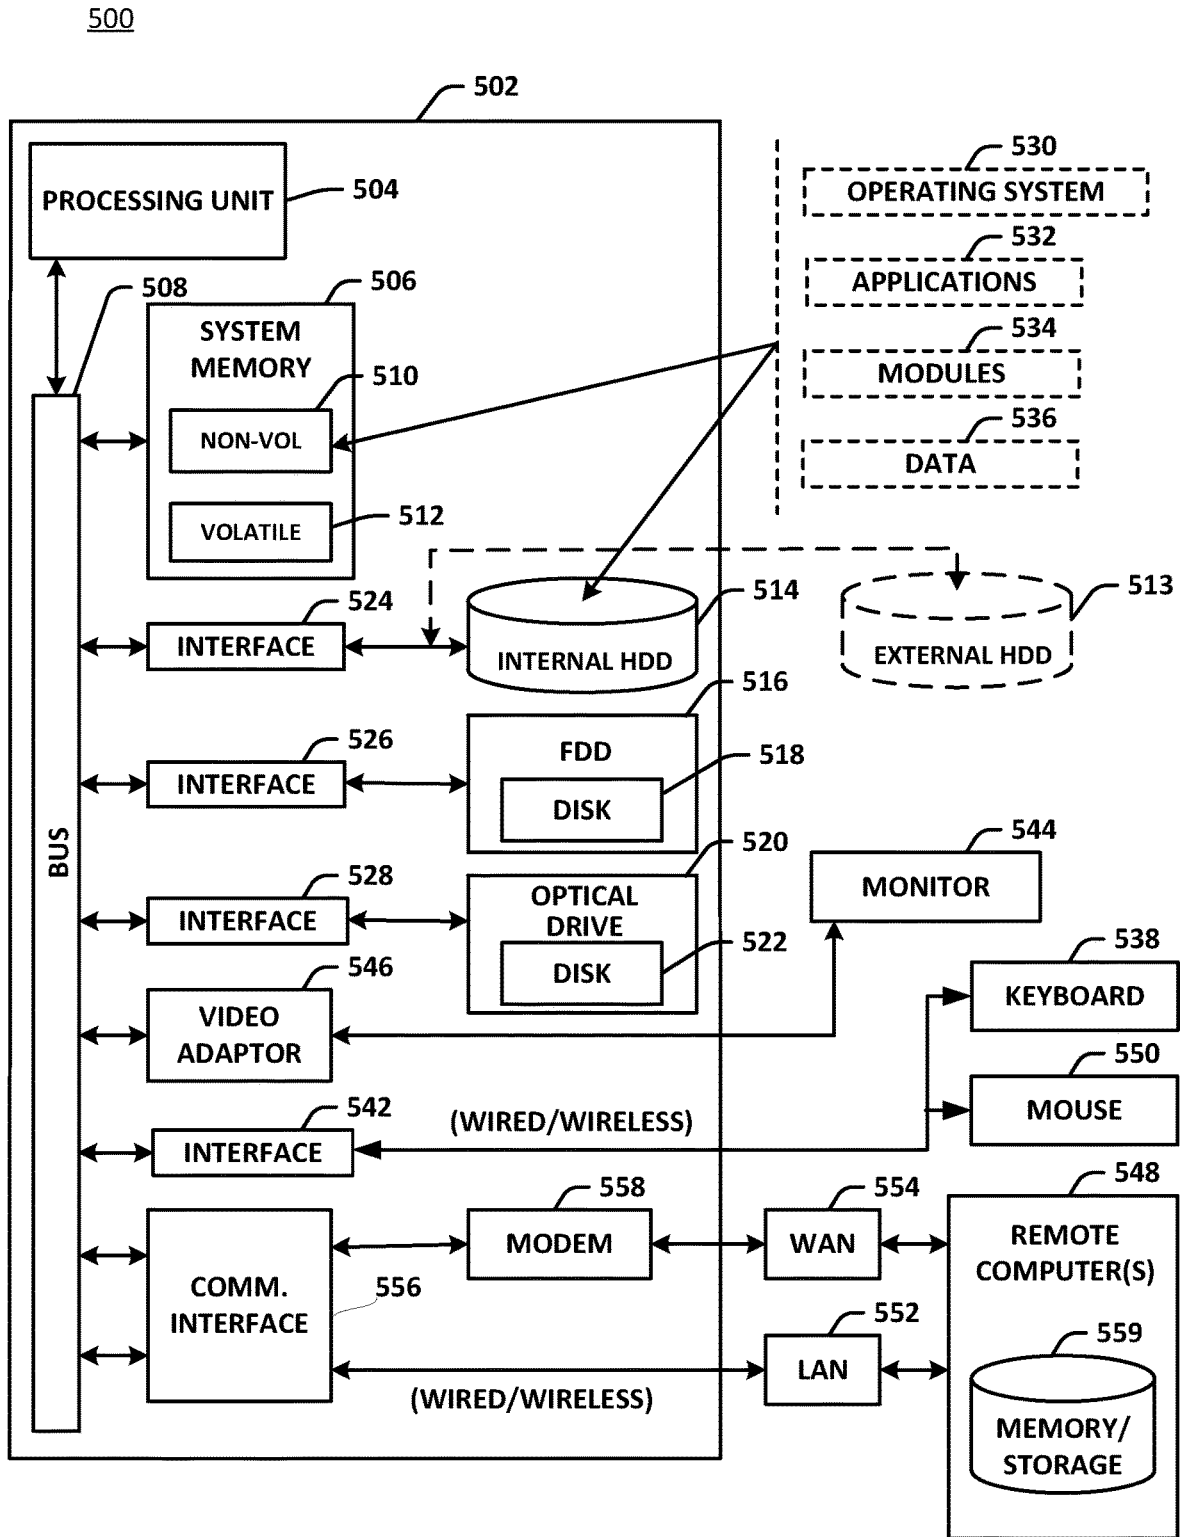 500
502
PROCESSING UNIT
504
530
OPERATING SYSTEM
532
APPLICATIONS
534
MODULES
536
DATA
508
506
SYSTEM
MEMORY
510
NON-VOL
512
VOLATILE
524
INTERFACE
514
INTERNAL HDD
513
EXTERNAL HDD
516
526
INTERFACE
FDD
518
DISK
BUS
520
528
INTERFACE
OPTICAL
DRIVE
522
DISK
544
MONITOR
546
VIDEO
ADAPTOR
538
KEYBOARD
550
MOUSE
542
INTERFACE
(WIRED/WIRELESS)
558
MODEM
554
WAN
548
REMOTE
COMPUTER(S)
COMM.
INTERFACE
556
552
LAN
(WIRED/WIRELESS)
559
MEMORY/
STORAGE